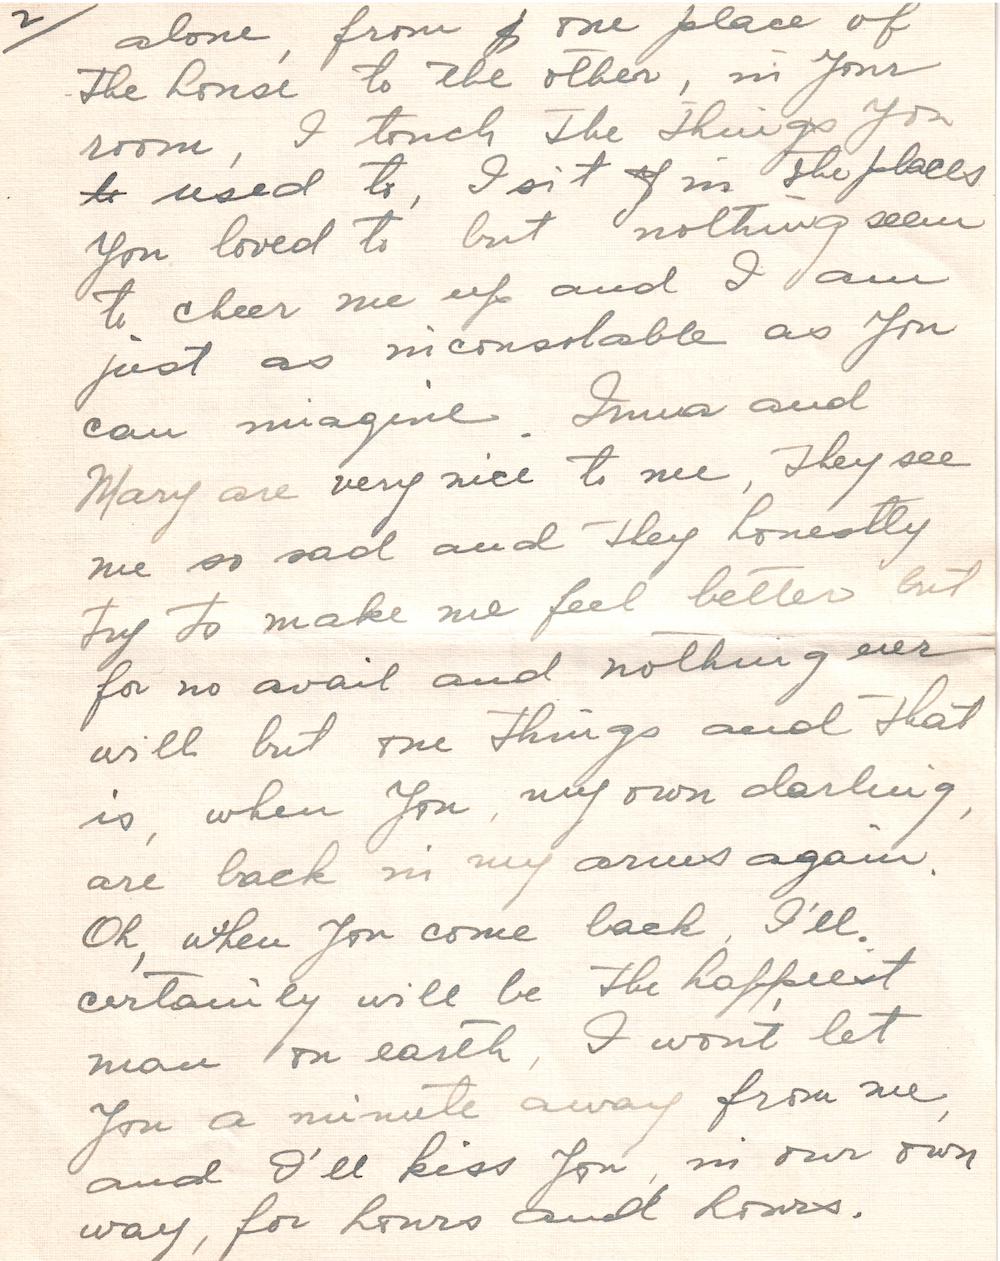 2/ alone, from one place of
the house to the other, in Your
room, I touch the things You
to used to, I sit in the places
You loved to but nothing seem
to cheer me up and I am
just as inconsolable as You
can imagine. Imma and
Mary are very nice to me, they see
me so sad and they honestly
try to make me feel better but
for no avail and nothing ever
will but one things and that
is, when You, my own darling,
are back in my arms again.
Oh, when You come back, I'll.
certainily will be the happiest
man on earth, I won't let
You a minute away from me,
and I'll kiss You, in our own
way, for hours and hours.